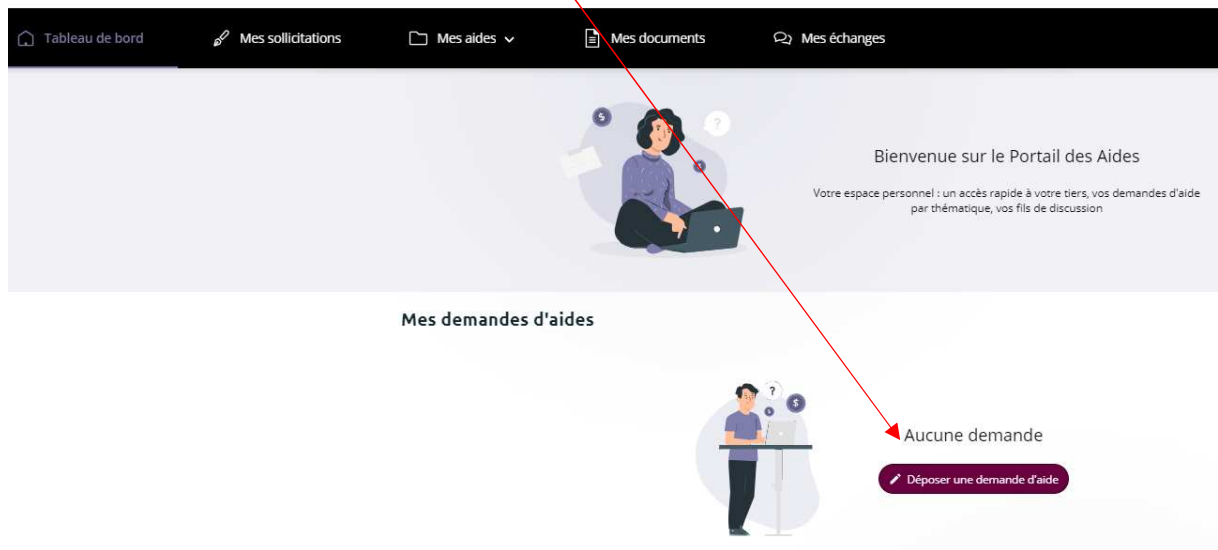 Tableau de bord
Mes sollicitations
Mes aides
Mes documents
Mes échanges
$
?
$
Bienvenue sur le Portail des Aides
Votre espace personnel : un accès rapide à votre tiers, vos demandes d'aide
par thématique, vos fils de discussion
Mes demandes d'aides
?
$
$
Aucune demande
Déposer une demande d'aide